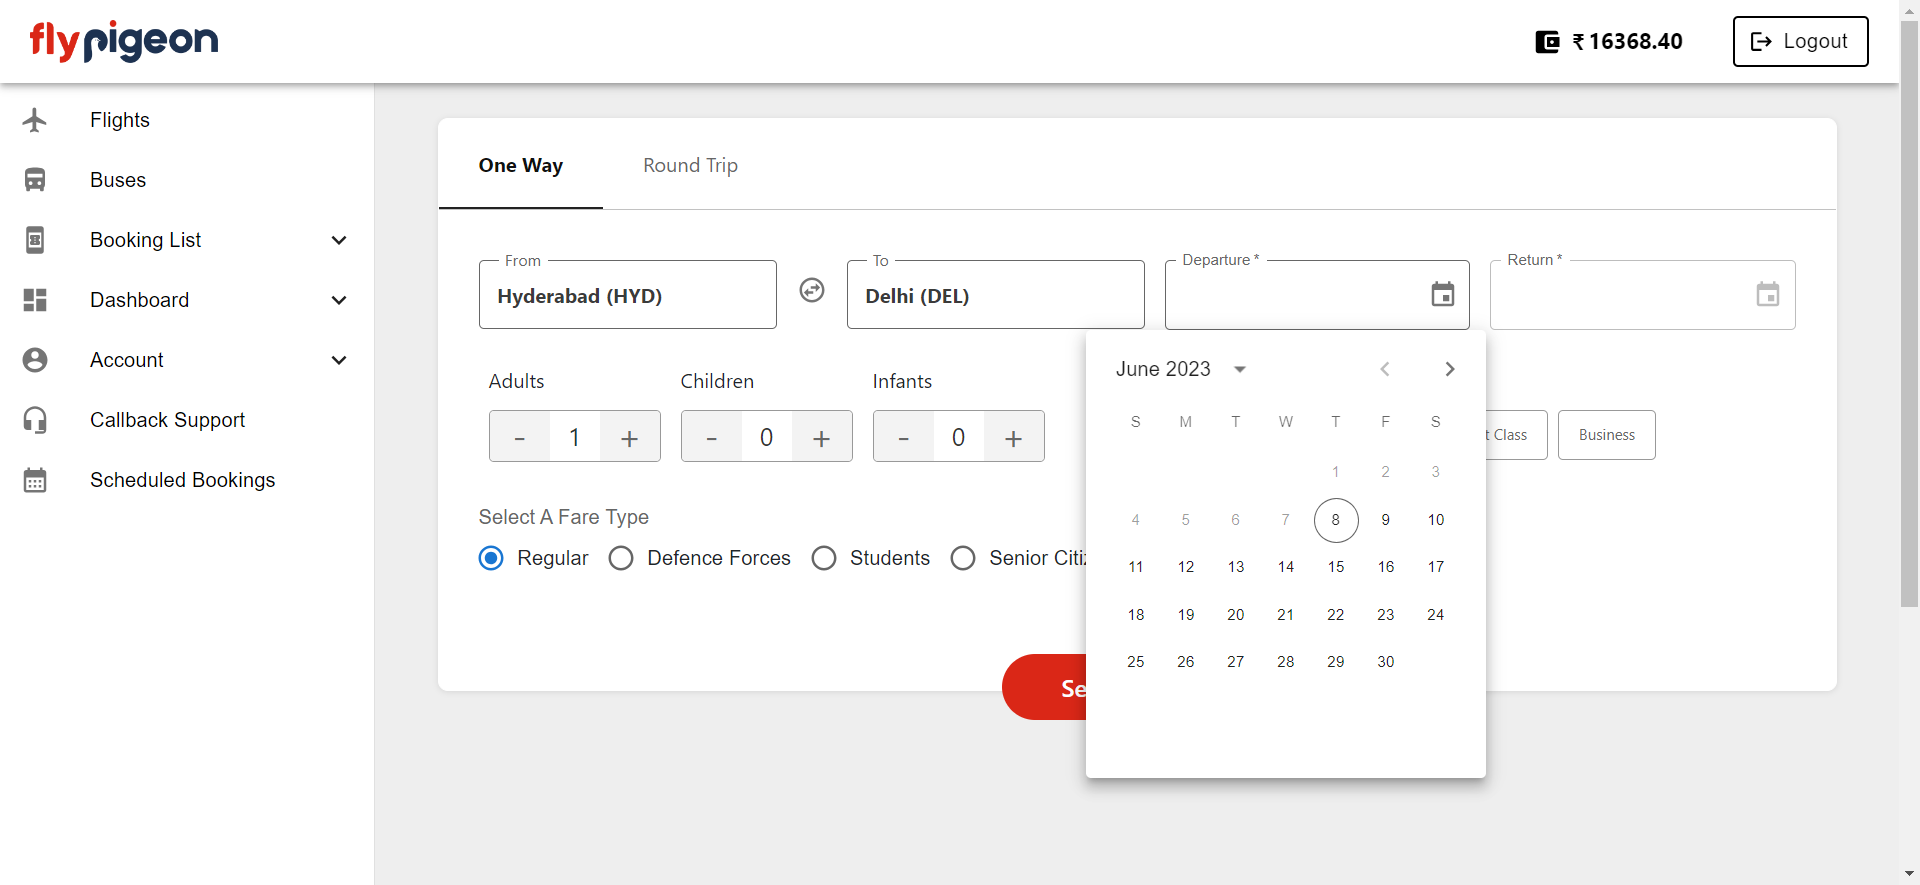 flypigeon
₹ 16368.40
Logout
Flights
Buses
Booking List
Dashboard
Account
Callback Support
Scheduled Bookings
One Way
Round Trip
From
Hyderabad (HYD)
To
Delhi (DEL)
Departure *
Return *
Adults
Children
Infants
- 1 +
- 0 +
- 0 +
t Class
Business
Select A Fare Type
Regular
Defence Forces
Students
Senior Citi
Se
June 2023
S M T W T F S
1 2 3
4 5 6 7 8 9 10
11 12 13 14 15 16 17
18 19 20 21 22 23 24
25 26 27 28 29 30